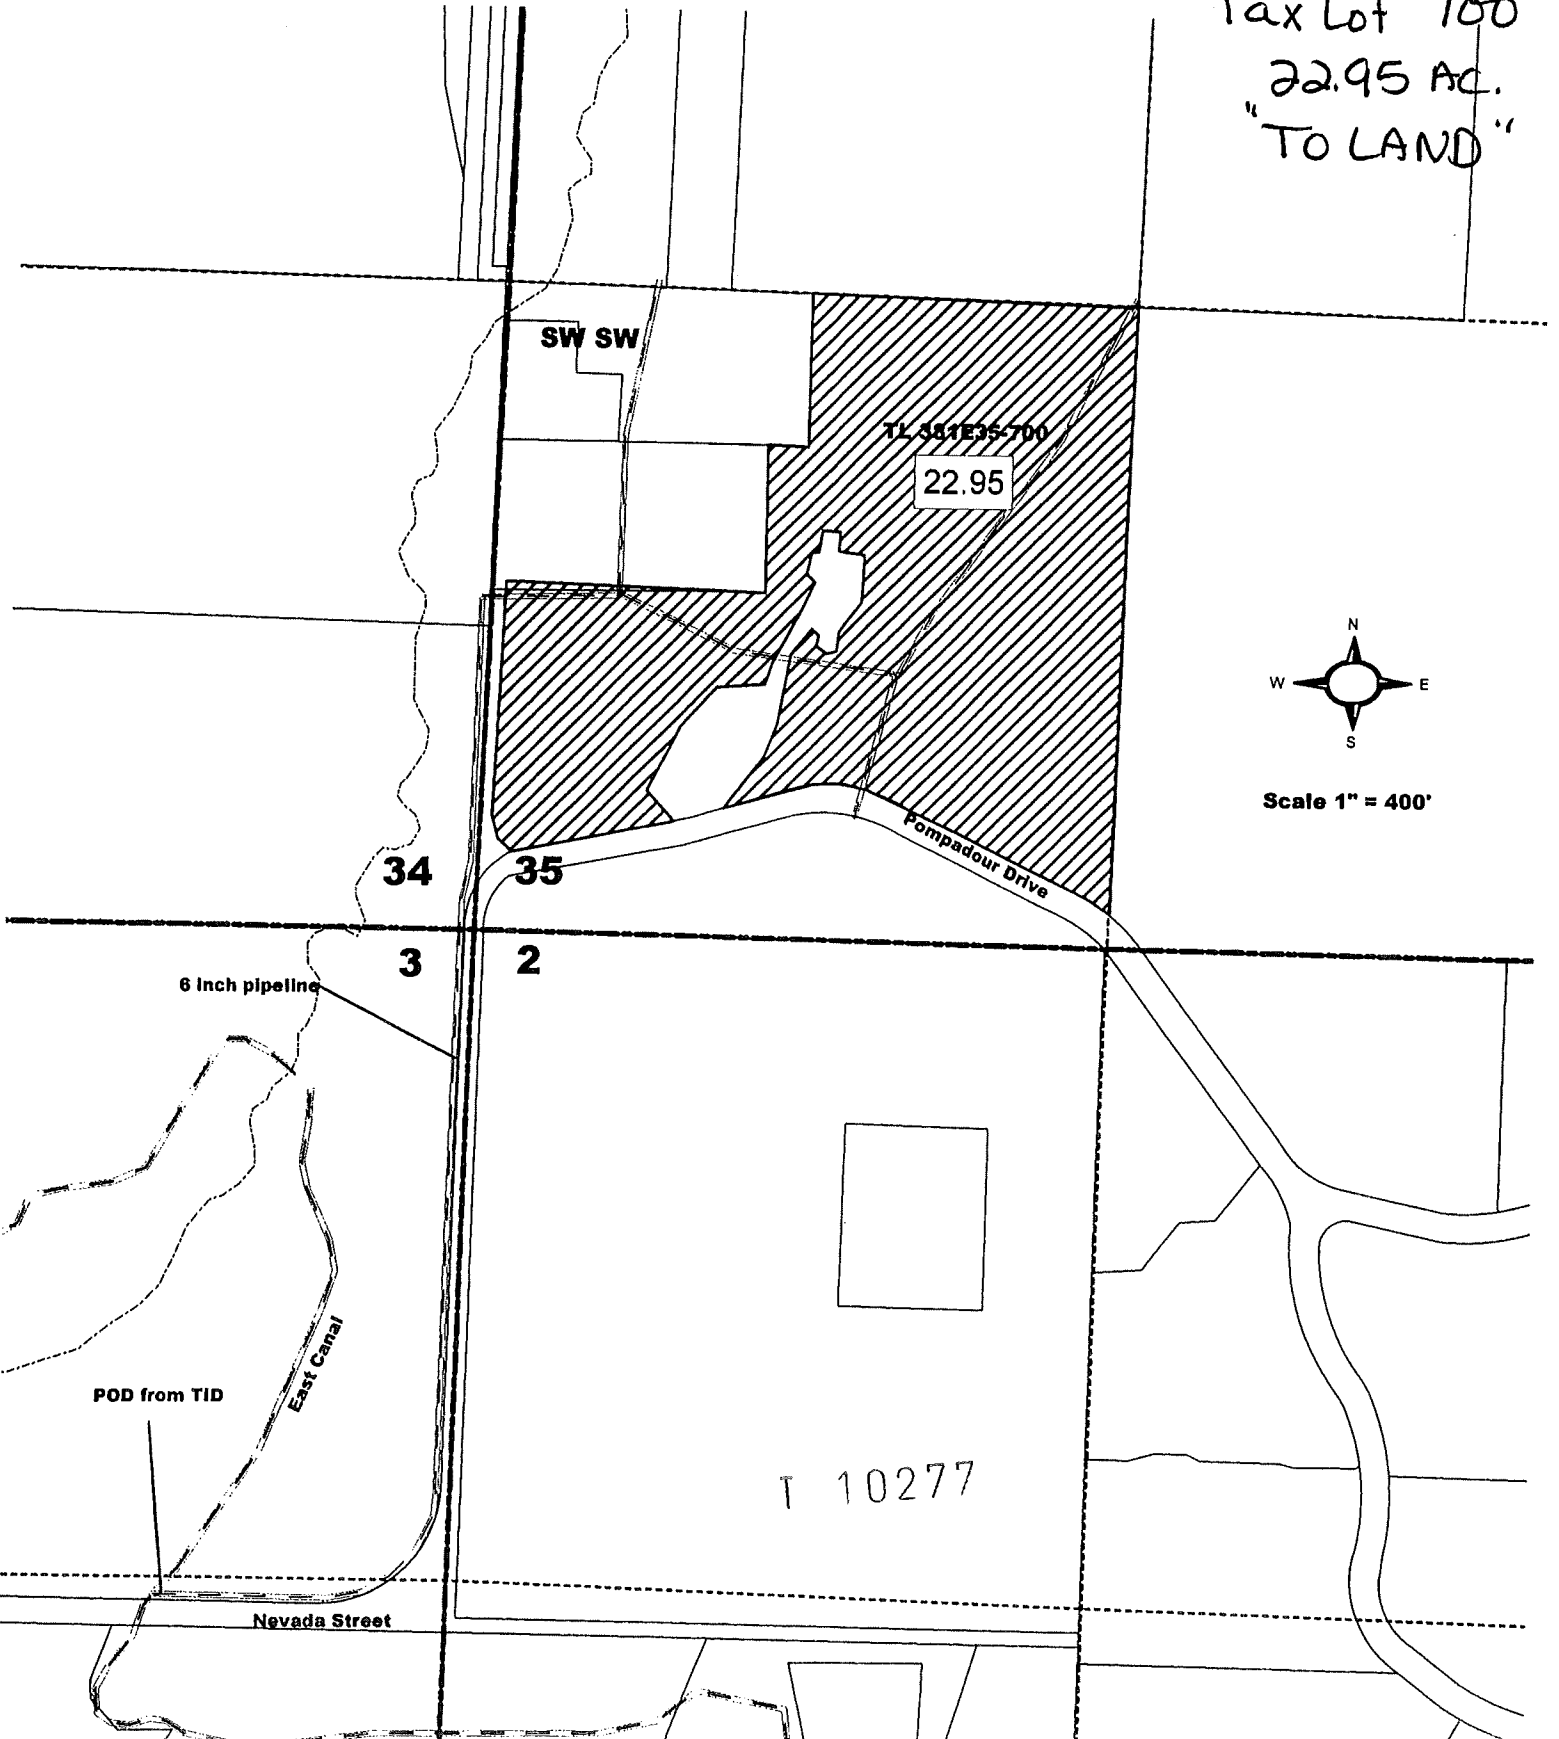 Tax Lot 700
22.95 AC.
"TO LAND"
SW SW
TL 381E35-700
22.95
N
W E
S
Scale 1" = 400'
Pompadour Drive
34 35
3 2
6 inch pipeline
East Canal
POD from TID
T 10277
Nevada Street